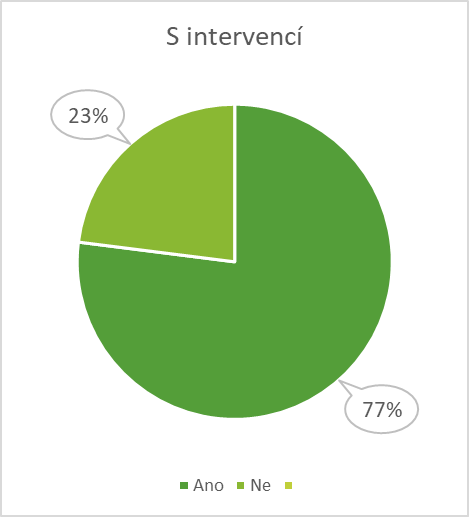 S intervencí
23%
77%
Ano Ne